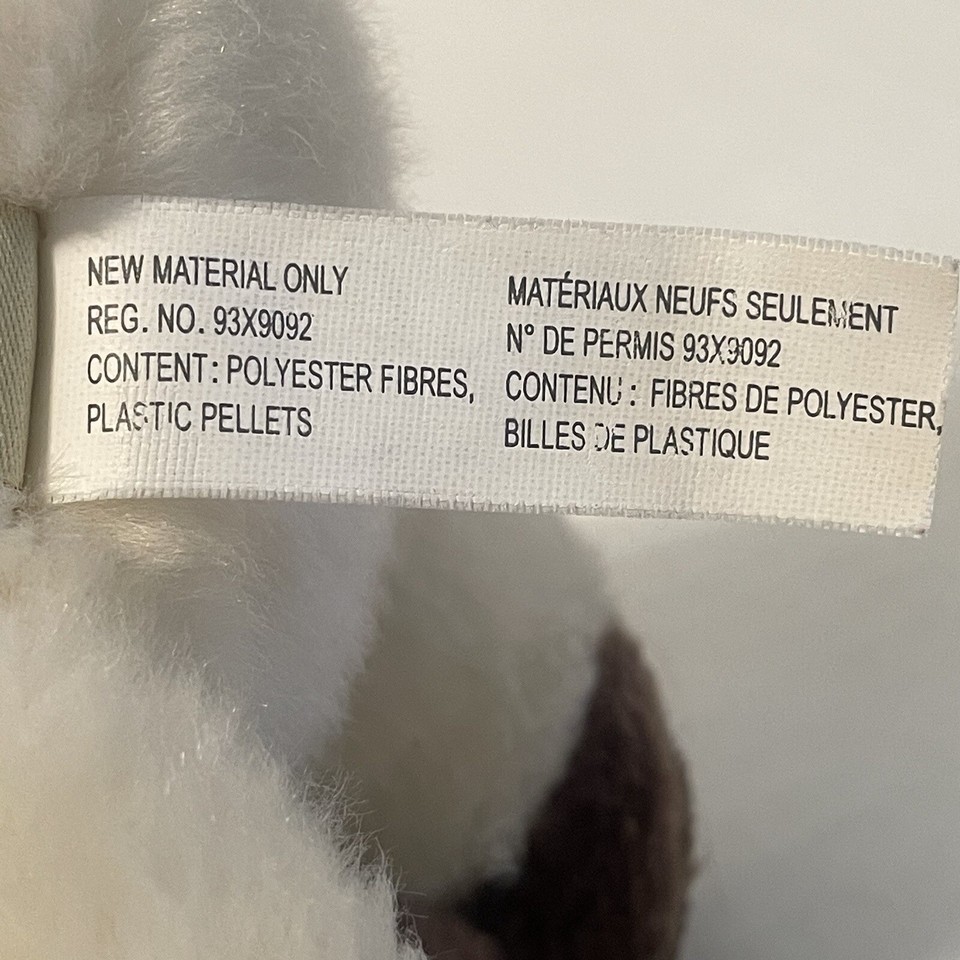 NEW MATERIAL ONLY
REG. NO. 93X9092
CONTENT: POLYESTER FIBRES,
PLASTIC PELLETS
MATÉRIAUX NEUFS SEULEMENT
N° DE PERMIS 93X9092
CONTENU: FIBRES DE POLYESTER,
BILLES DE PLASTIQUE